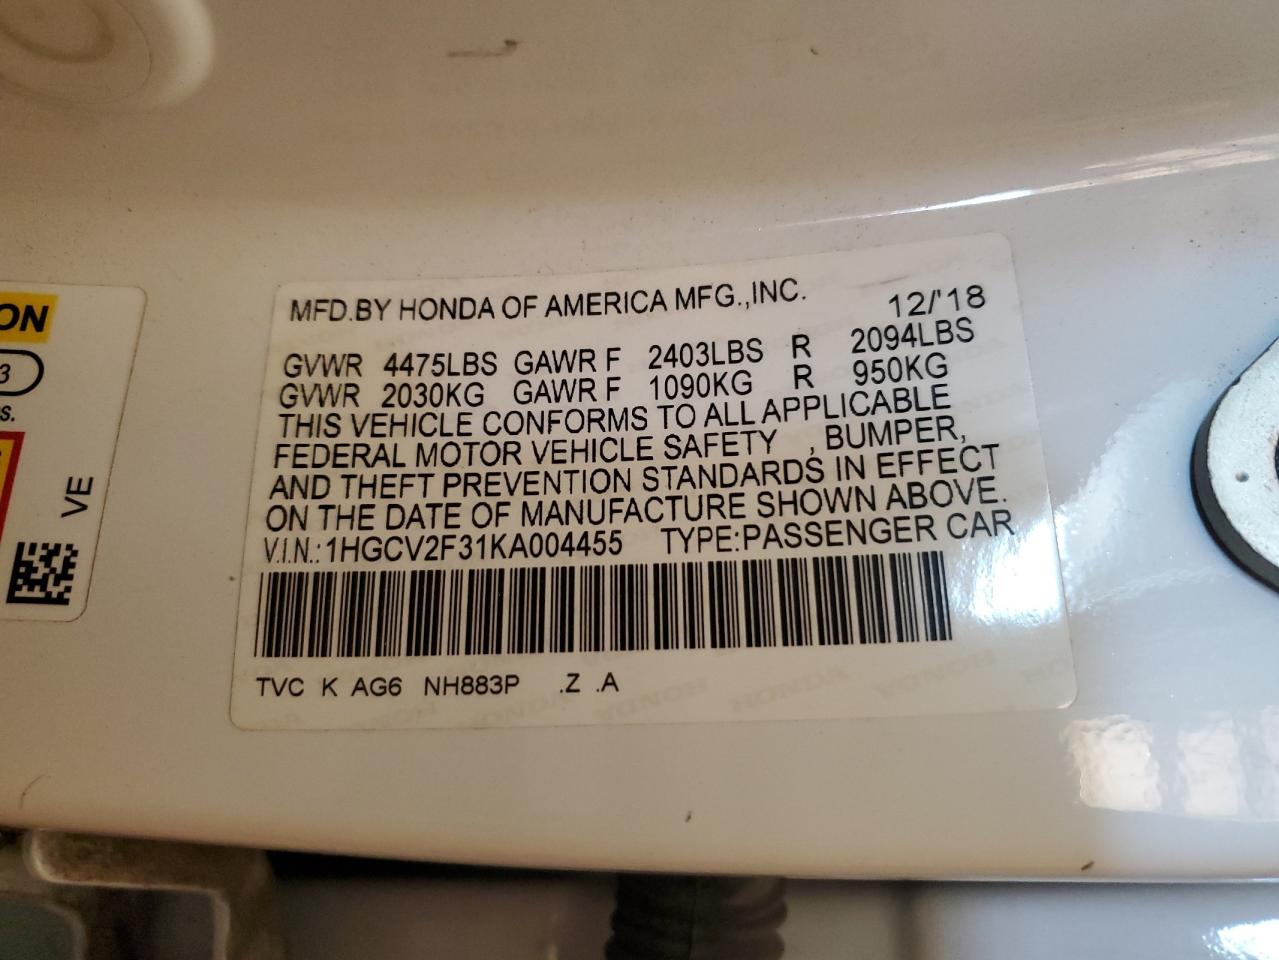 MFD.BY HONDA OF AMERICA MFG.,INC. 12/'18
GVWR 4475LBS GAWR F 2403LBS R 2094LBS
GVWR 2030KG GAWR F 1090KG R 950KG
THIS VEHICLE CONFORMS TO ALL APPLICABLE
FEDERAL MOTOR VEHICLE SAFETY , BUMPER,
AND THEFT PREVENTION STANDARDS IN EFFECT
ON THE DATE OF MANUFACTURE SHOWN ABOVE.
V.I.N.: 1HGCV2F31KA004455 TYPE:PASSENGER CAR
TVC K AG6 NH883P .Z .A
ON
3
s.
VE
HONDA